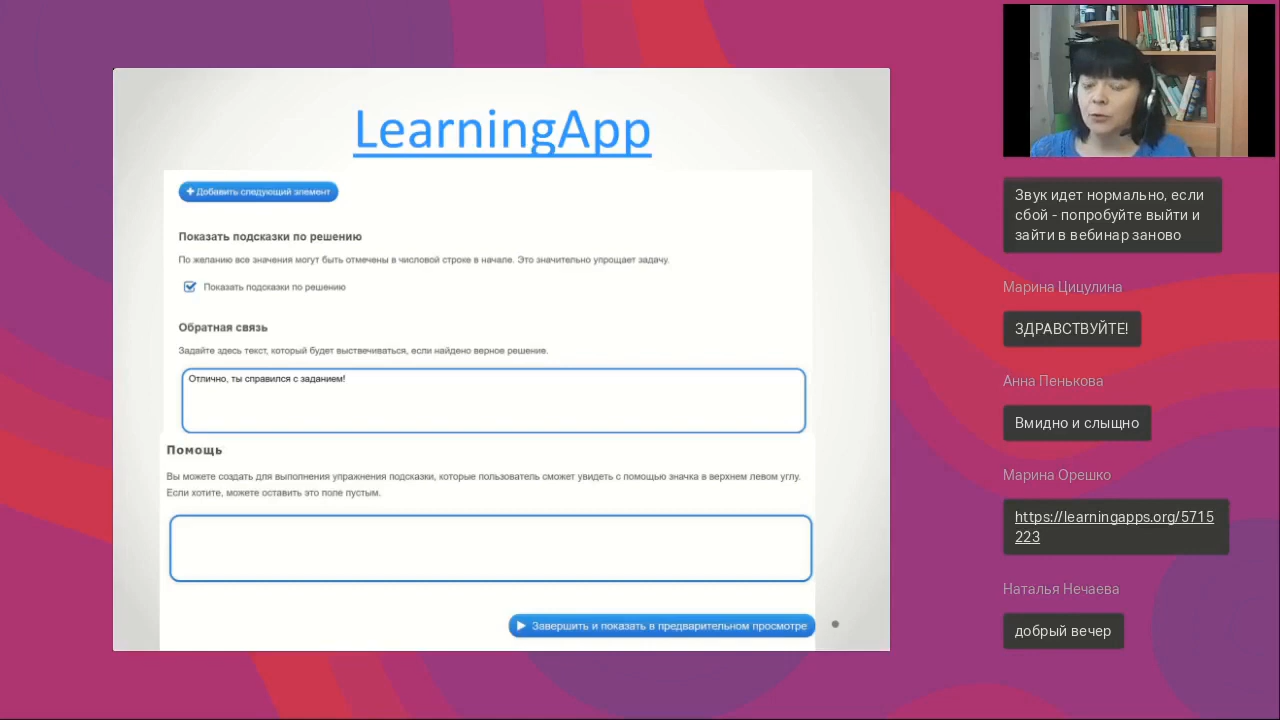 LearningApp
Добавить следующий элемент
Показать подсказки по решению
По желанию все значения могут быть отмечены в числовой строке в начале. Это значительно упрощает задачу.
Показать подсказки по решению
Обратная связь
Задайте здесь текст, который будет выствечиваться, если найдено верное решение.
Отлично, ты справился с заданием!
Помощь
Вы можете создать для выполнения упражнения подсказки, которые пользователь сможет увидеть с помощью значка в верхнем левом углу.
Если хотите, можете оставить это поле пустым.
Завершить и показать в предварительном просмотре
Звук идет нормально, если
сбой - попробуйте выйти и
зайти в вебинар заново
Марина Цицулина
ЗДРАВСТВУЙТЕ!
Анна Пенькова
Вмидно и слыщно
Марина Орешко
https://learningapps.org/5715
223
Наталья Нечаева
добрый вечер